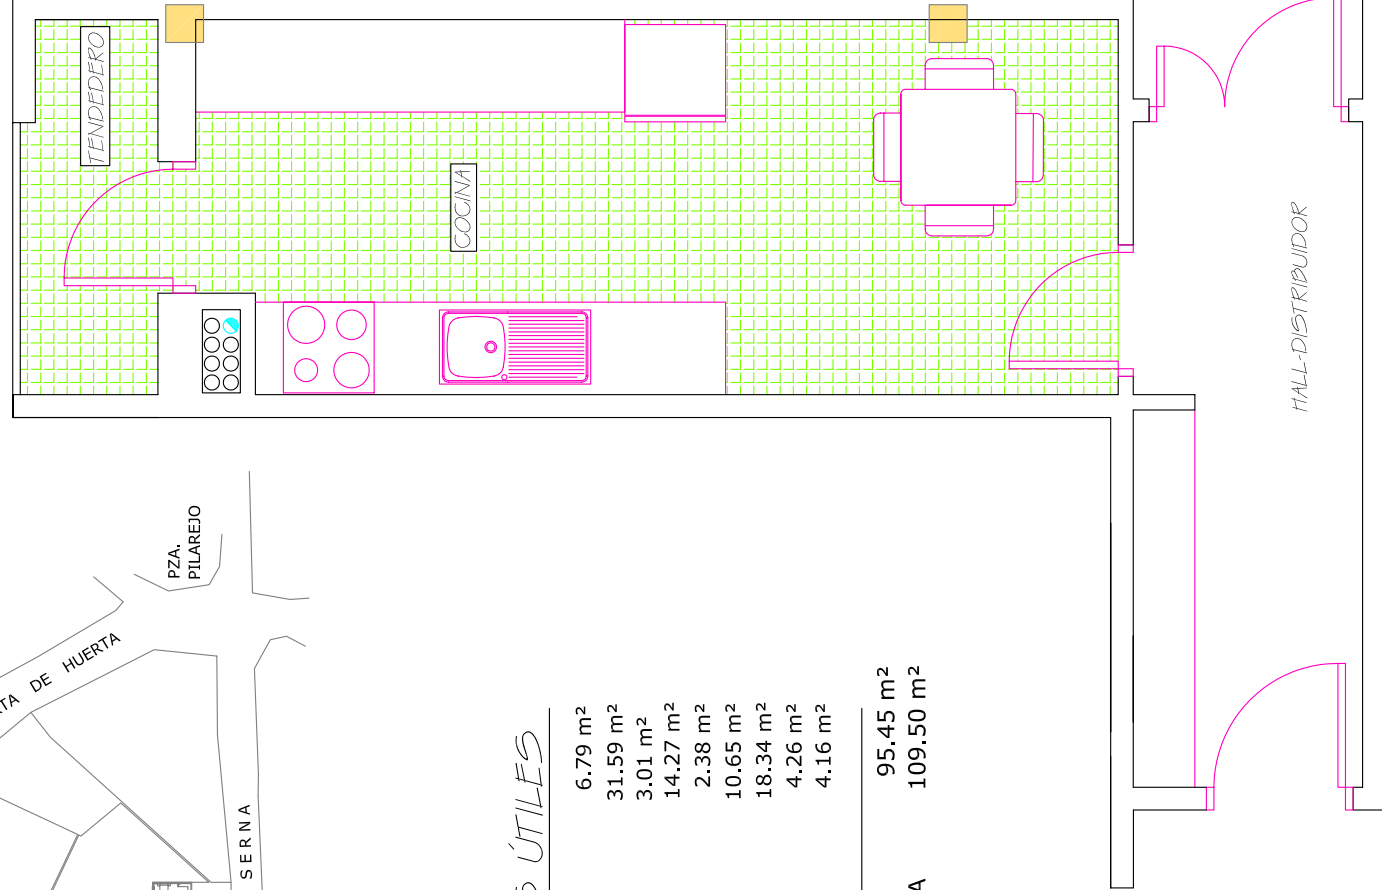 TENDEDERO
COCINA
HALL-DISTRIBUIDOR
PZA.
PILAREJO
DE HUERTA
SERNA
ÚTILES
6.79 m²
31.59 m²
3.01 m²
14.27 m²
2.38 m²
10.65 m²
18.34 m²
4.26 m²
4.16 m²
95.45 m²
109.50 m²